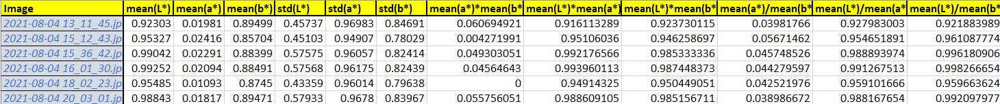 Image mean(L*) mean(a*) mean(b*) std(L*) std(a*) std(b*) mean(a*)*mean(b* mean(L*)*mean(a*) mean(L*)*mean(b* mean(a*)/mean(b* mean(L*)/mean(a* mean(L*)/mean(b*
2021-08-04 13_11_45.jp 0.92303 0.01981 0.89499 0.45737 0.96983 0.84691 0.060694921 0.916113289 0.923730115 0.03981766 0.927983003 0.921883989
2021-08-04 15_12_43.jp 0.95327 0.02416 0.85704 0.45103 0.94907 0.78029 0.004271991 0.95106036 0.946258697 0.05671462 0.954651891 0.961087774
2021-08-04 15_36_42.jp 0.99042 0.02291 0.88399 0.57575 0.96057 0.82414 0.049303051 0.992176566 0.985333336 0.045748526 0.988893974 0.996180906
2021-08-04 16_01_30.jp 0.99252 0.02094 0.88491 0.57568 0.96175 0.82439 0.04564643 0.993960113 0.987448373 0.044279597 0.991267513 0.998266654
2021-08-04 18_02_23.jp 0.95485 0.01093 0.8745 0.43359 0.96014 0.79638 0 0.94914325 0.950449051 0.042521976 0.959101666 0.959663624
2021-08-04 20_03_01.jp 0.98843 0.01817 0.89471 0.57933 0.9678 0.83967 0.055756051 0.988609105 0.985156711 0.038986672 0.988167654 0.992097977